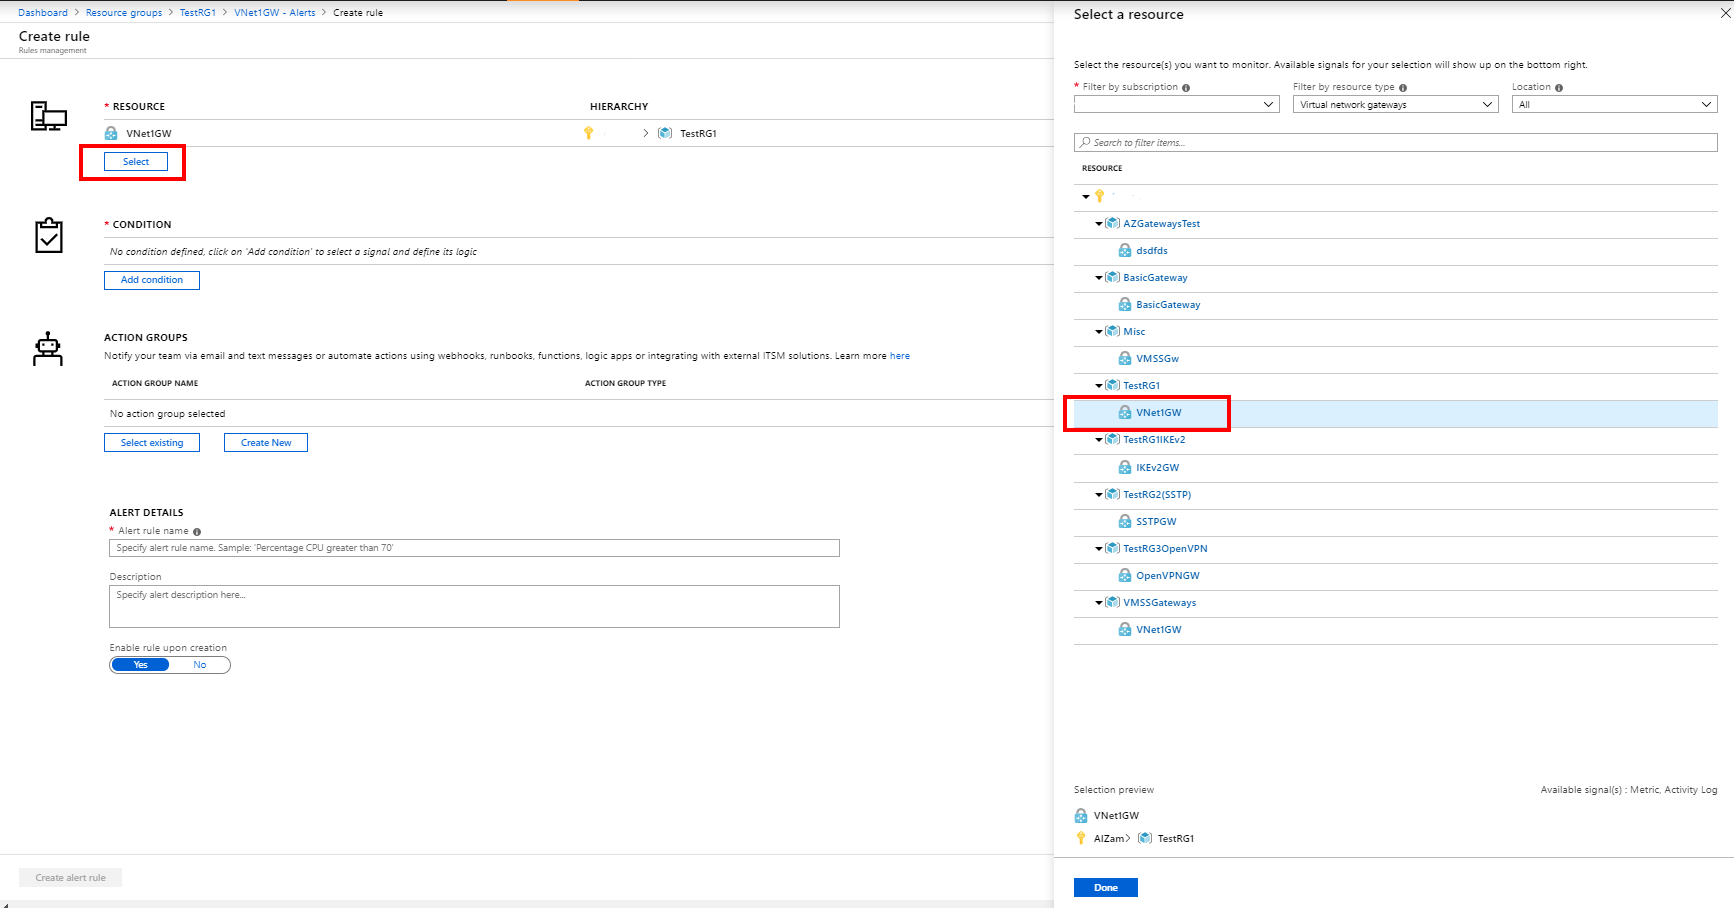 Dashboard > Resource groups > TestRG1 > VNet1GW - Alerts > Create rule
Create rule
Rules management
* RESOURCE HIERARCHY
VNet1GW > TestRG1
Select
* CONDITION
No condition defined, click on 'Add condition' to select a signal and define its logic
Add condition
ACTION GROUPS
Notify your team via email and text messages or automate actions using webhooks, runbooks, functions, logic apps or integrating with external ITSM solutions. Learn more here
ACTION GROUP NAME ACTION GROUP TYPE
No action group selected
Select existing Create New
ALERT DETAILS
* Alert rule name
Specify alert rule name. Sample: 'Percentage CPU greater than 70'
Description
Specify alert description here...
Enable rule upon creation
Yes No
Create alert rule
Select a resource
Select the resource(s) you want to monitor. Available signals for your selection will show up on the bottom right.
* Filter by subscription Filter by resource type Location
Virtual network gateways All
Search to filter items...
RESOURCE
AZGatewaysTest
dsdfds
BasicGateway
BasicGateway
Misc
VMSSGw
TestRG1
VNet1GW
TestRG1IKEv2
IKEv2GW
TestRG2(SSTP)
SSTPGW
TestRG3OpenVPN
OpenVPNGW
VMSSGateways
VNet1GW
Selection preview Available signal(s) : Metric, Activity Log
VNet1GW
AlZam> TestRG1
Done